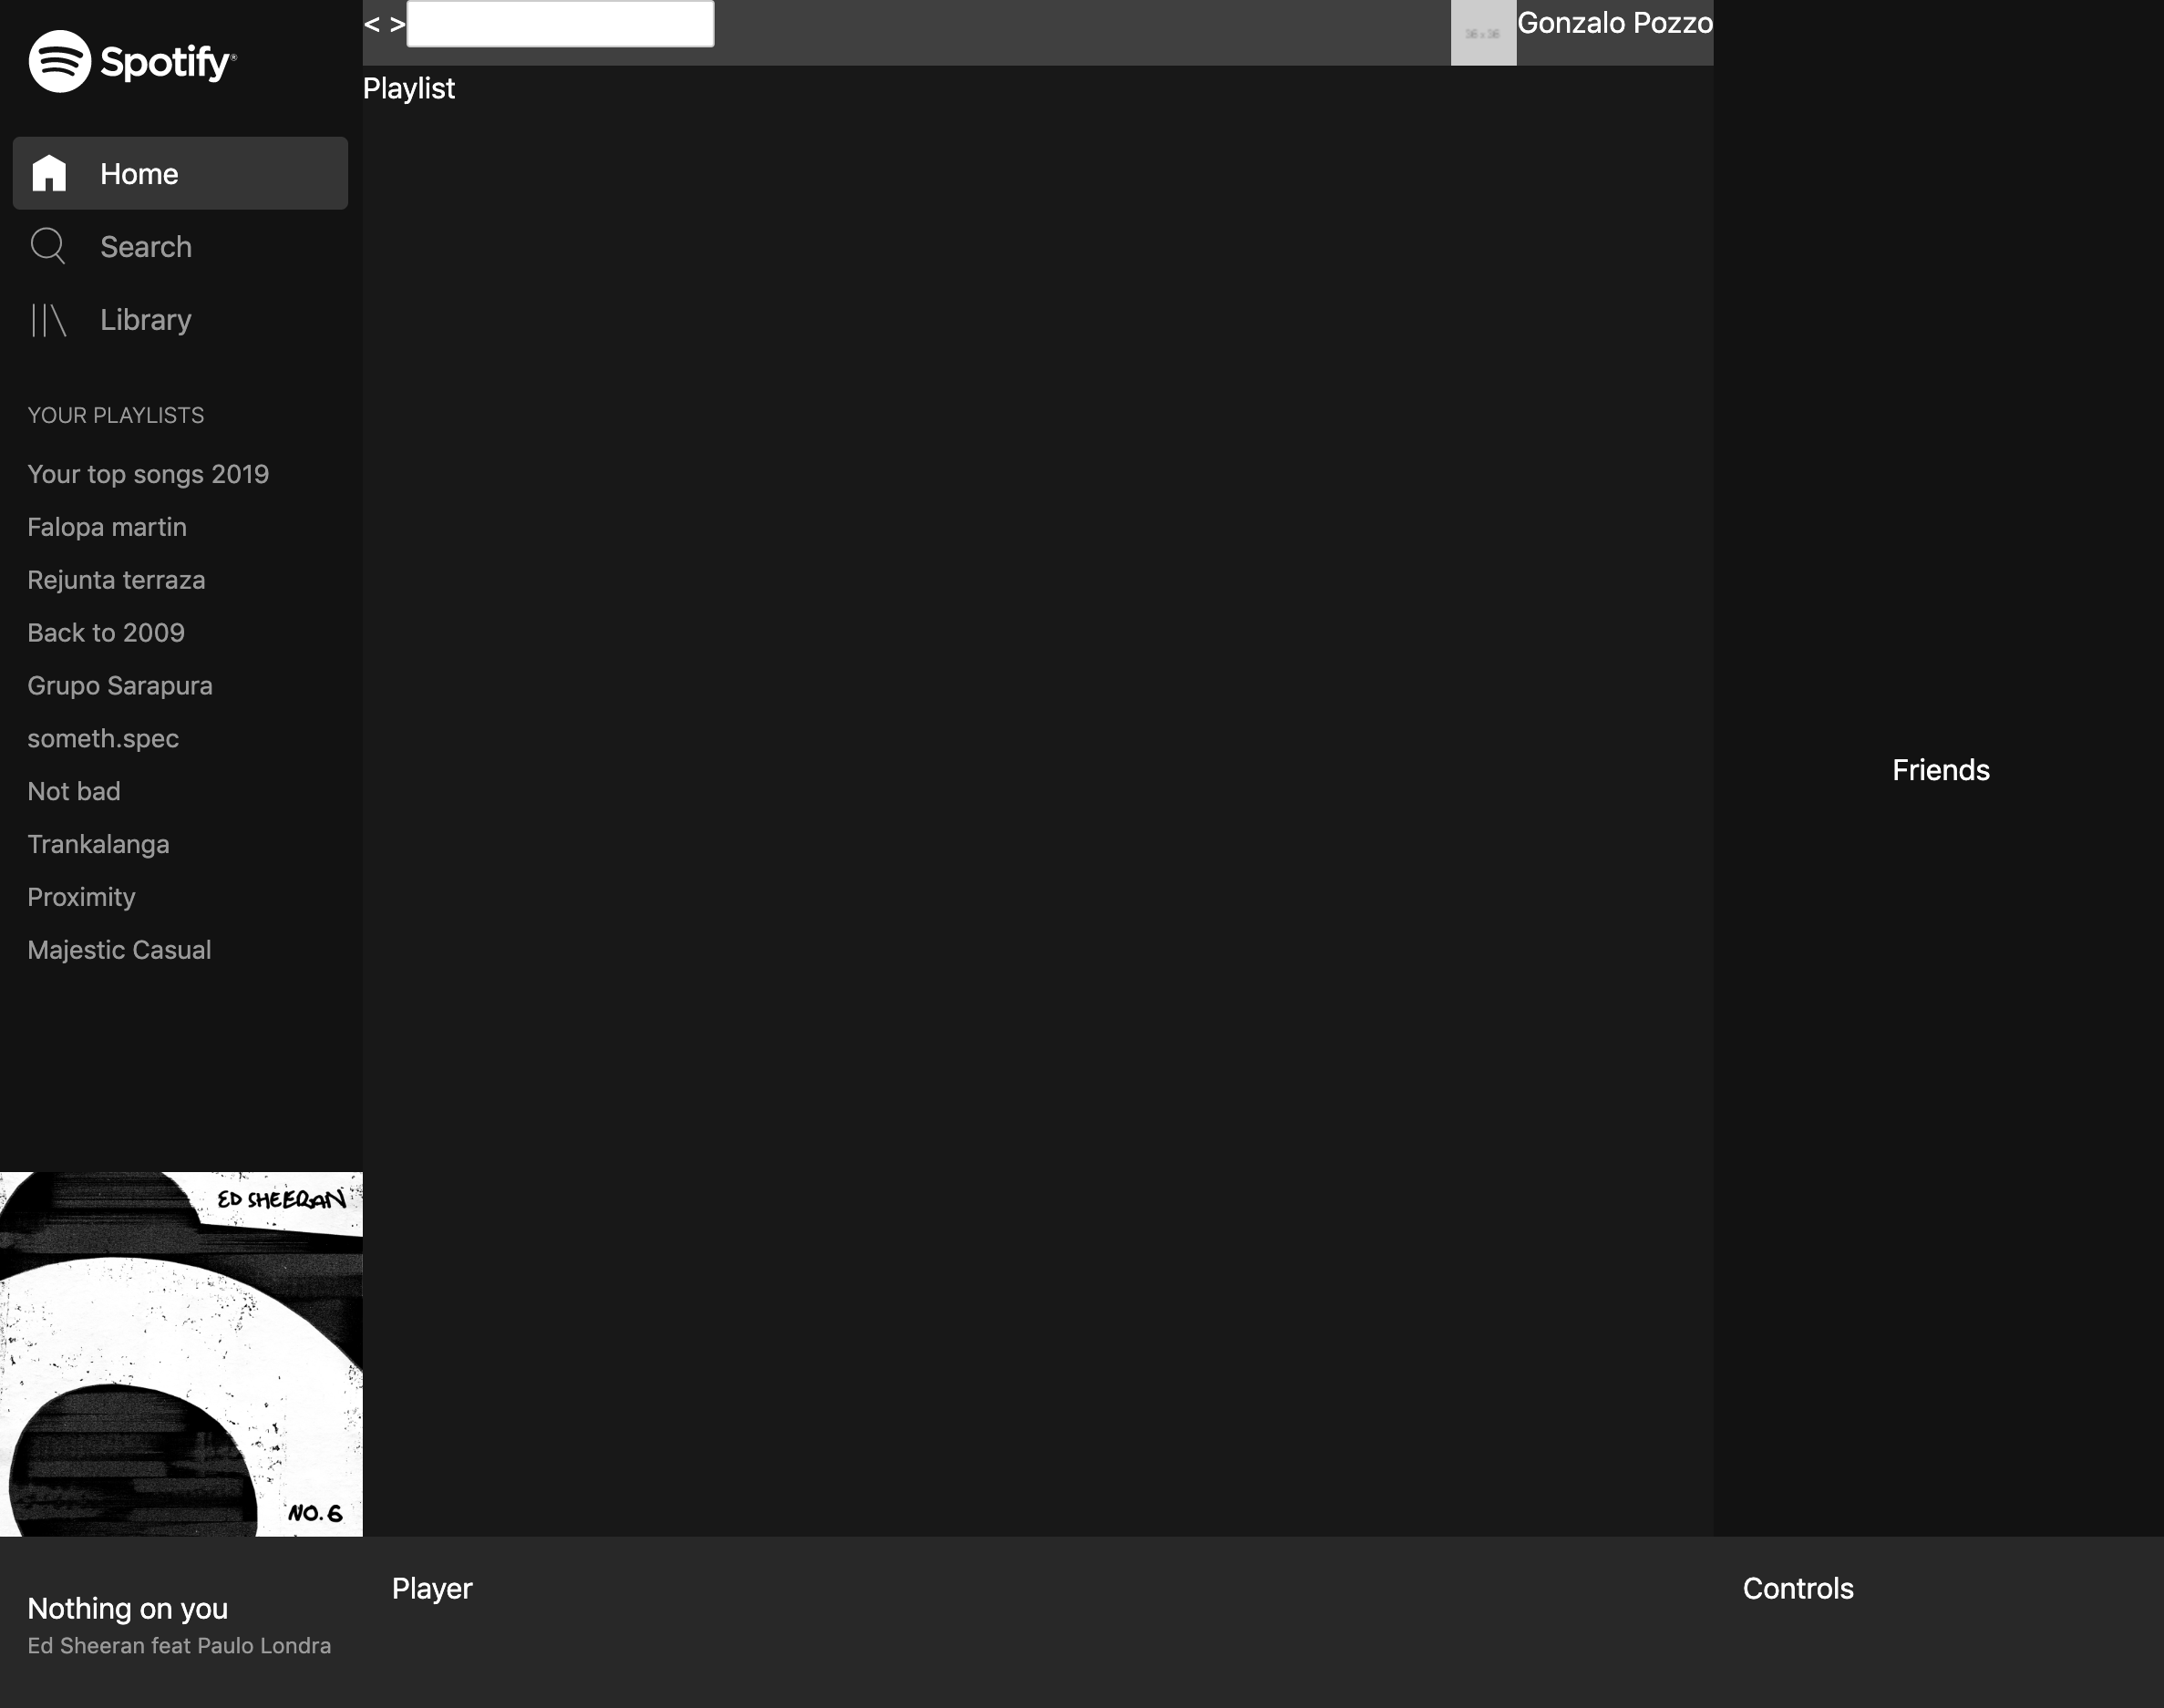 Spotify®
Home
Search
Library
YOUR PLAYLISTS
Your top songs 2019
Falopa martin
Rejunta terraza
Back to 2009
Grupo Sarapura
someth.spec
Not bad
Trankalanga
Proximity
Majestic Casual
ED SHEERAN
NO. 6
Nothing on you
Ed Sheeran feat Paulo Londra
< >
36 x 36
Gonzalo Pozzo
Playlist
Friends
Player
Controls